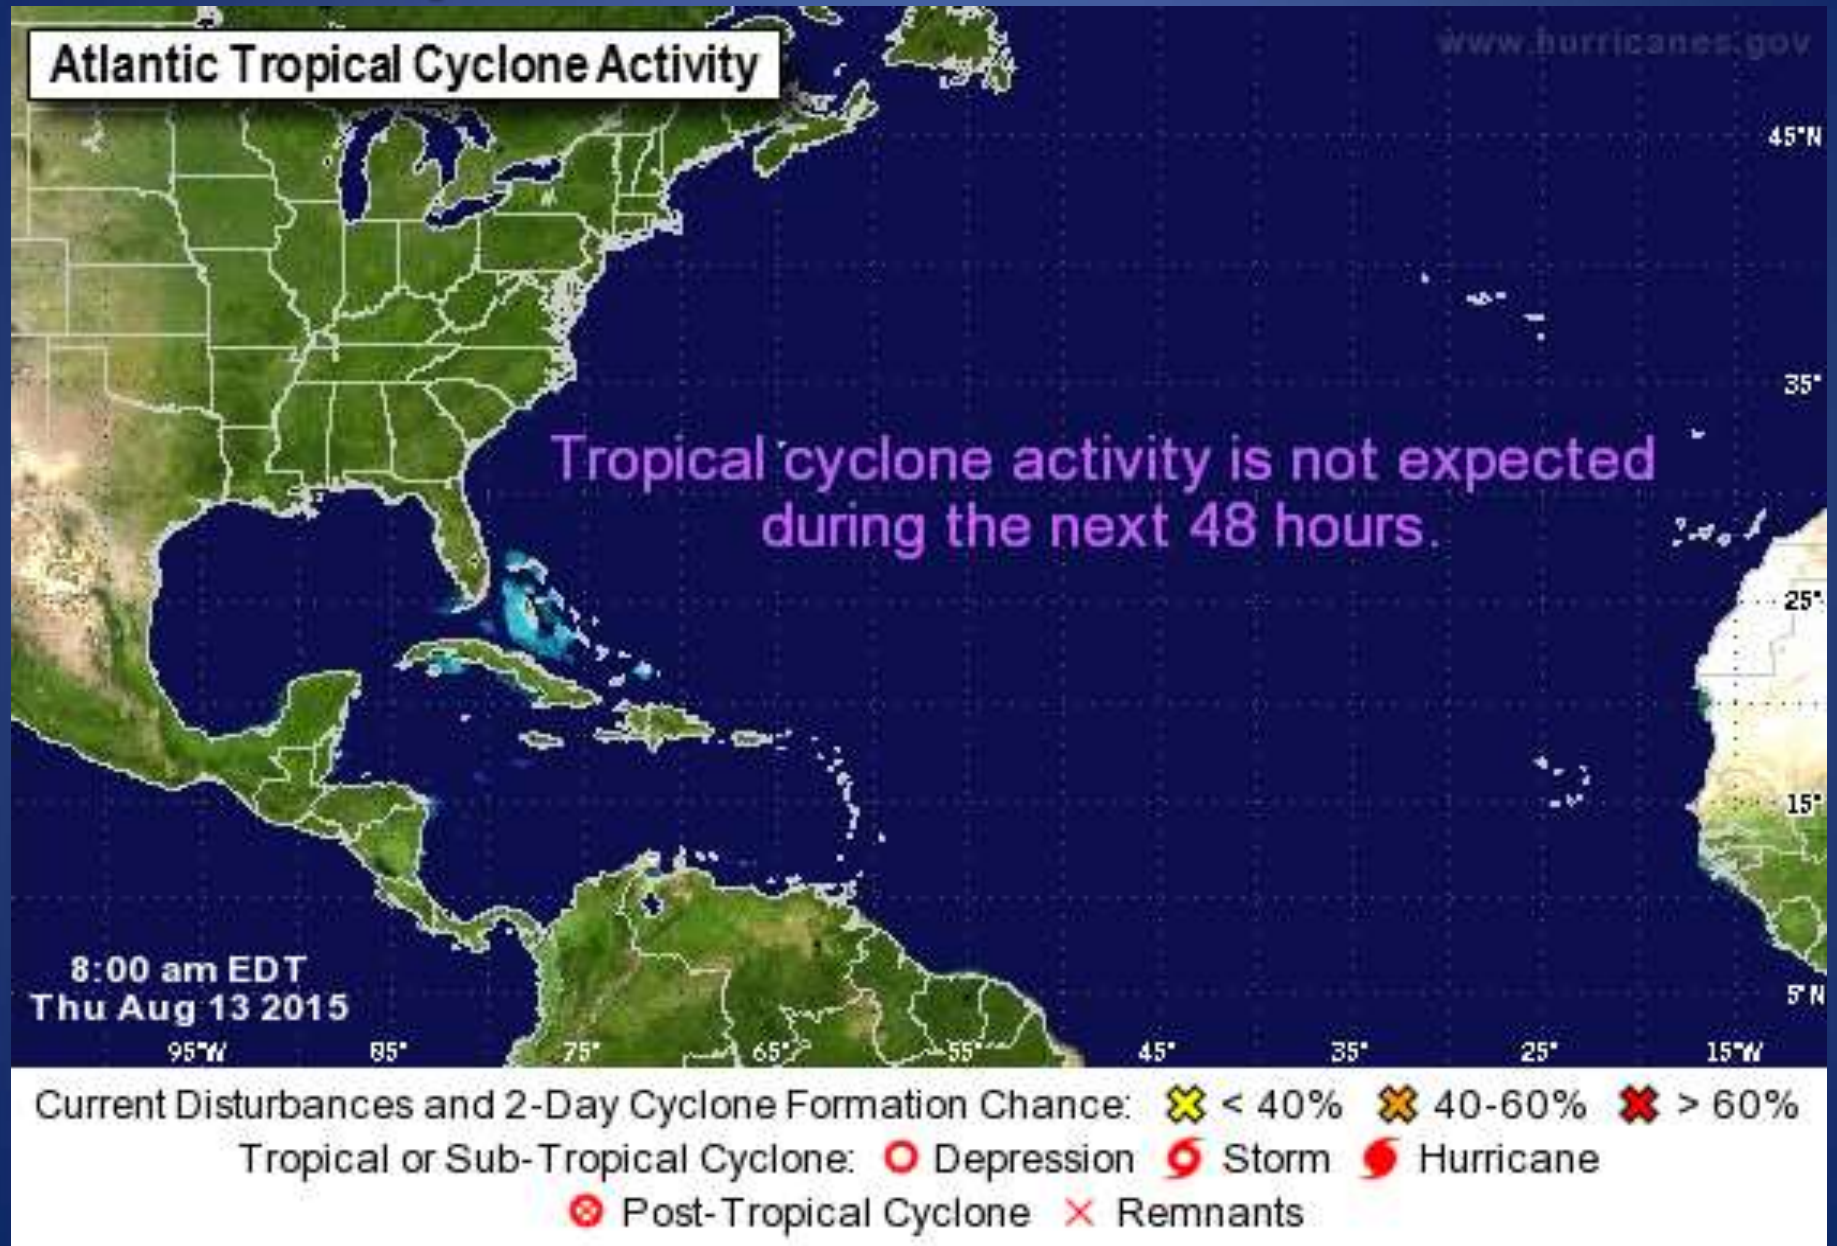 Atlantic Tropical Cyclone Activity
www.hurricanes.gov
45°N
35°
Tropical cyclone activity is not expected
during the next 48 hours.
25°
15°
8:00 am EDT
Thu Aug 13 2015
5°N
95°W 85° 75° 65° 55° 45° 35° 25° 15°W
Current Disturbances and 2-Day Cyclone Formation Chance: < 40% 40-60% > 60%
Tropical or Sub-Tropical Cyclone: Depression Storm Hurricane
Post-Tropical Cyclone Remnants